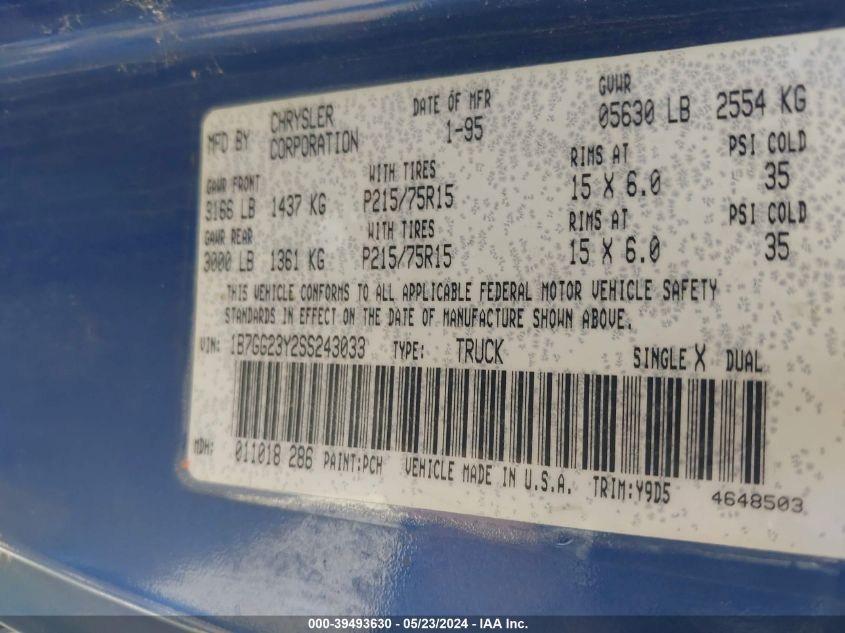 MFD BY CHRYSLER CORPORATION DATE OF MFR 1-95 GVWR 05630 LB 2554 KG
GAWR FRONT WITH TIRES RIMS AT PSI COLD
3166 LB 1437 KG P215/75R15 15 X 6.0 35
GAWR REAR WITH TIRES RIMS AT PSI COLD
3000 LB 1361 KG P215/75R15 15 X 6.0 35
THIS VEHICLE CONFORMS TO ALL APPLICABLE FEDERAL MOTOR VEHICLE SAFETY
STANDARDS IN EFFECT ON THE DATE OF MANUFACTURE SHOWN ABOVE.
VIN: 1B7GG23Y2SS243033 TYPE: TRUCK SINGLE X DUAL
MDH: 011018 286 PAINT:PCH VEHICLE MADE IN U.S.A. TRIM:Y9D5 4648503
000-39493630 - 05/23/2024 - IAA Inc.